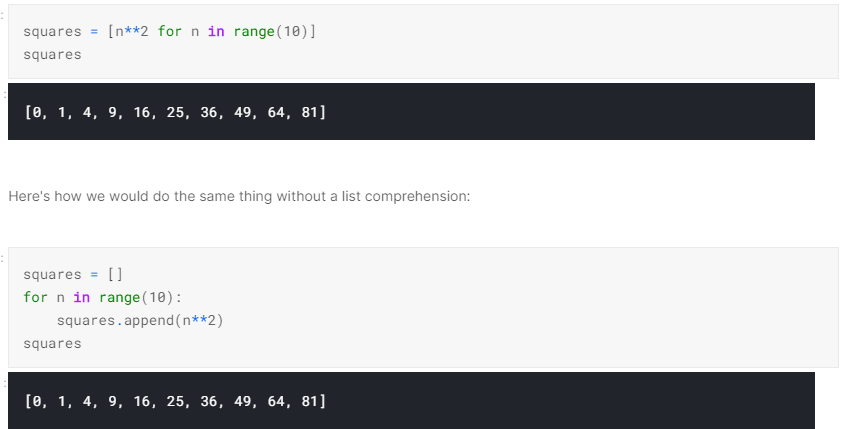 squares = [n**2 for n in range(10)]
squares
[0, 1, 4, 9, 16, 25, 36, 49, 64, 81]
Here's how we would do the same thing without a list comprehension:
squares = []
for n in range(10):
    squares.append(n**2)
squares
[0, 1, 4, 9, 16, 25, 36, 49, 64, 81]